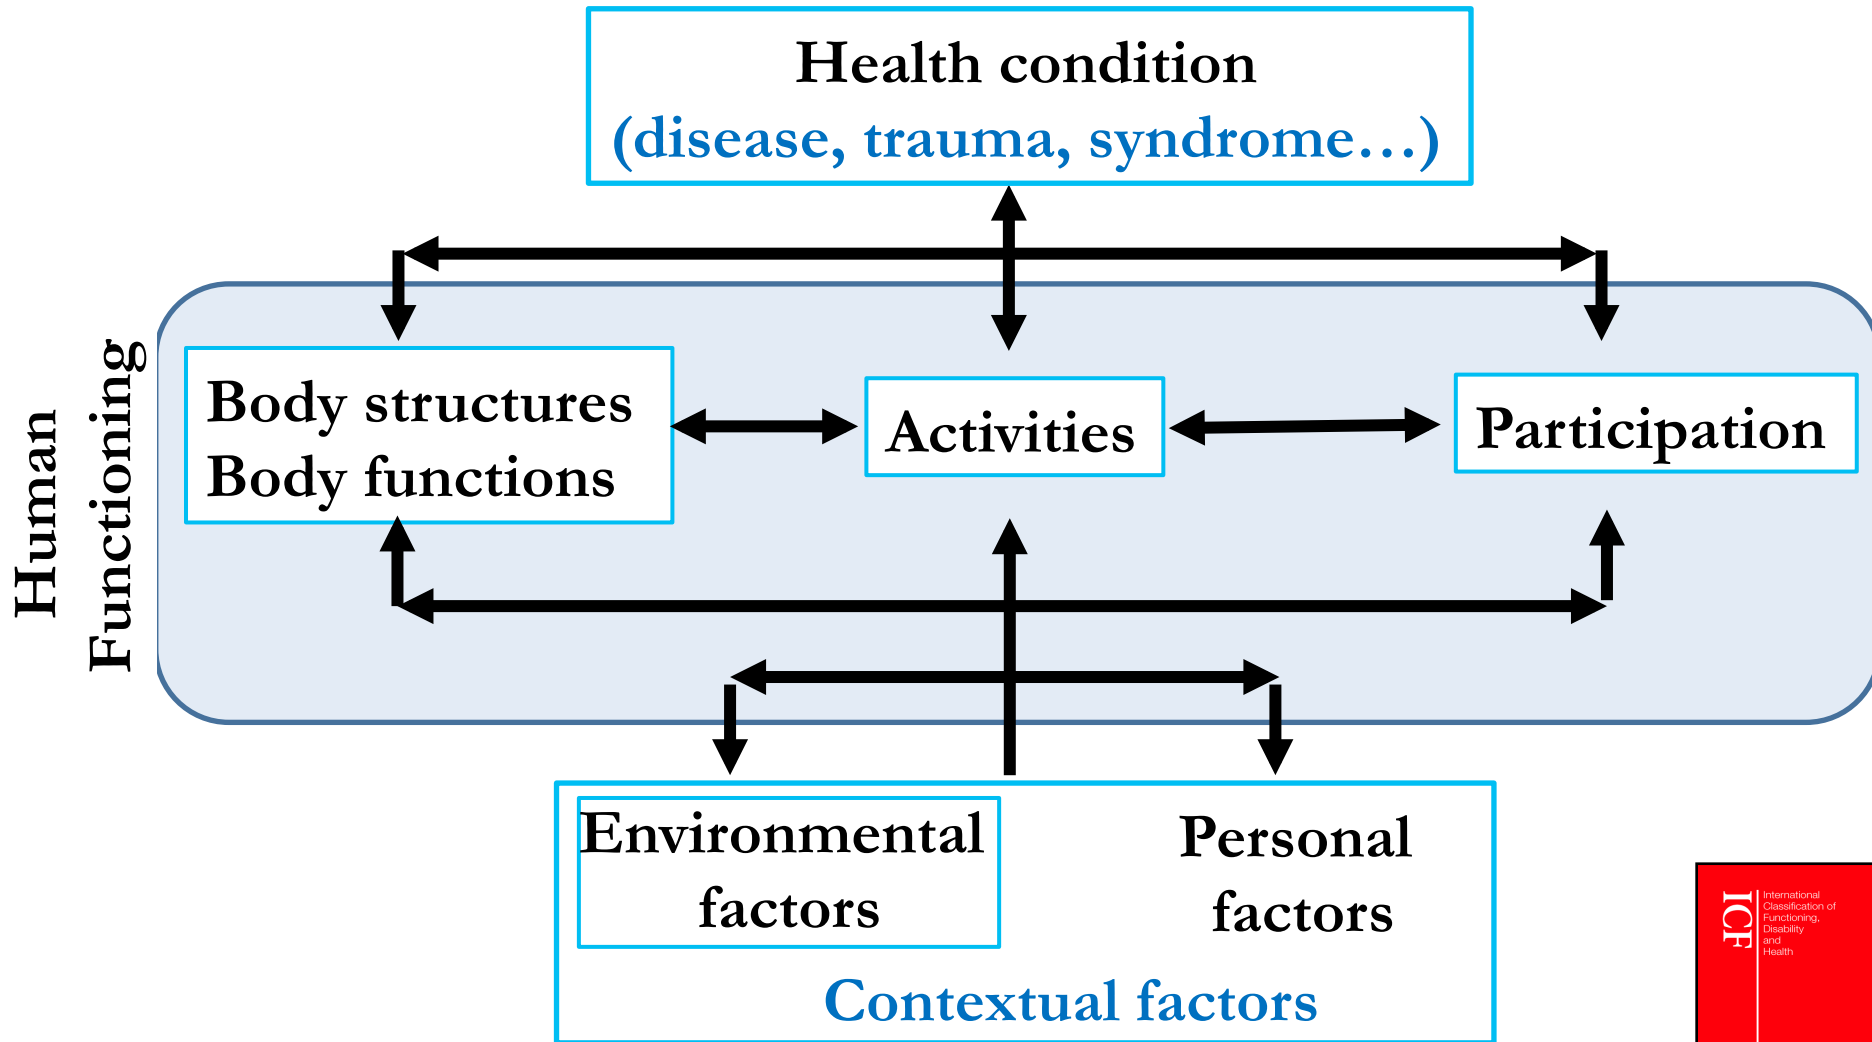 Health condition
(disease, trauma, syndrome…)
Human
Functioning
Body structures
Body functions
Activities
Participation
Environmental
factors
Personal
factors
Contextual factors
ICF
International
Classification of
Functioning,
Disability
and
Health